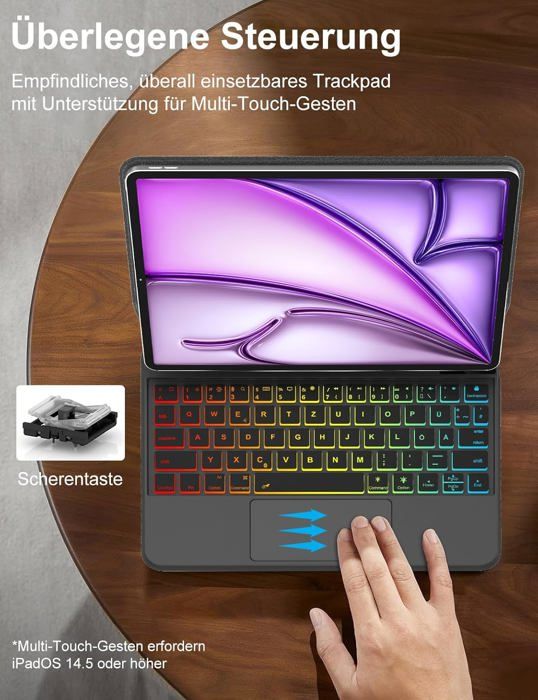 Überlegene Steuerung
Empfindliches, überall einsetzbares Trackpad
mit Unterstützung für Multi-Touch-Gesten
Q W E R T Z U I O P Ü
A S D F G H J K L Ö Ä
Y X C V B N M
Scherentaste
*Multi-Touch-Gesten erfordern
iPadOS 14.5 oder höher